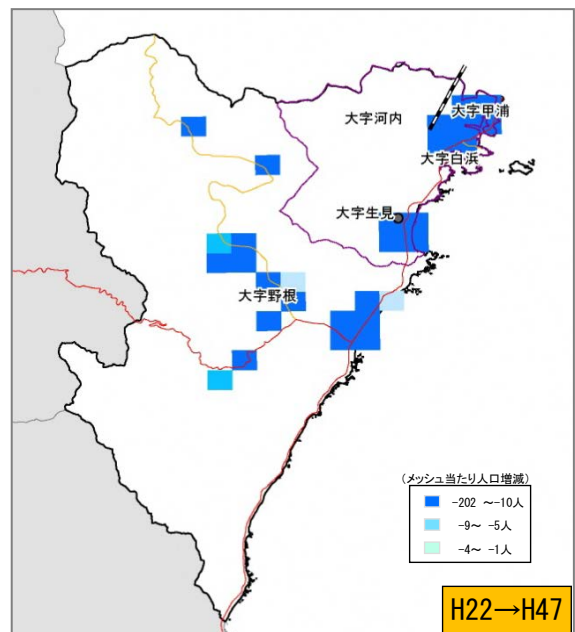 大字甲浦
大字河内
大字白浜
大字生見
大字野根
(メッシュ当たり人口増減)
-202 ~-10人
-9~ -5人
-4~ -1人
H22→H47